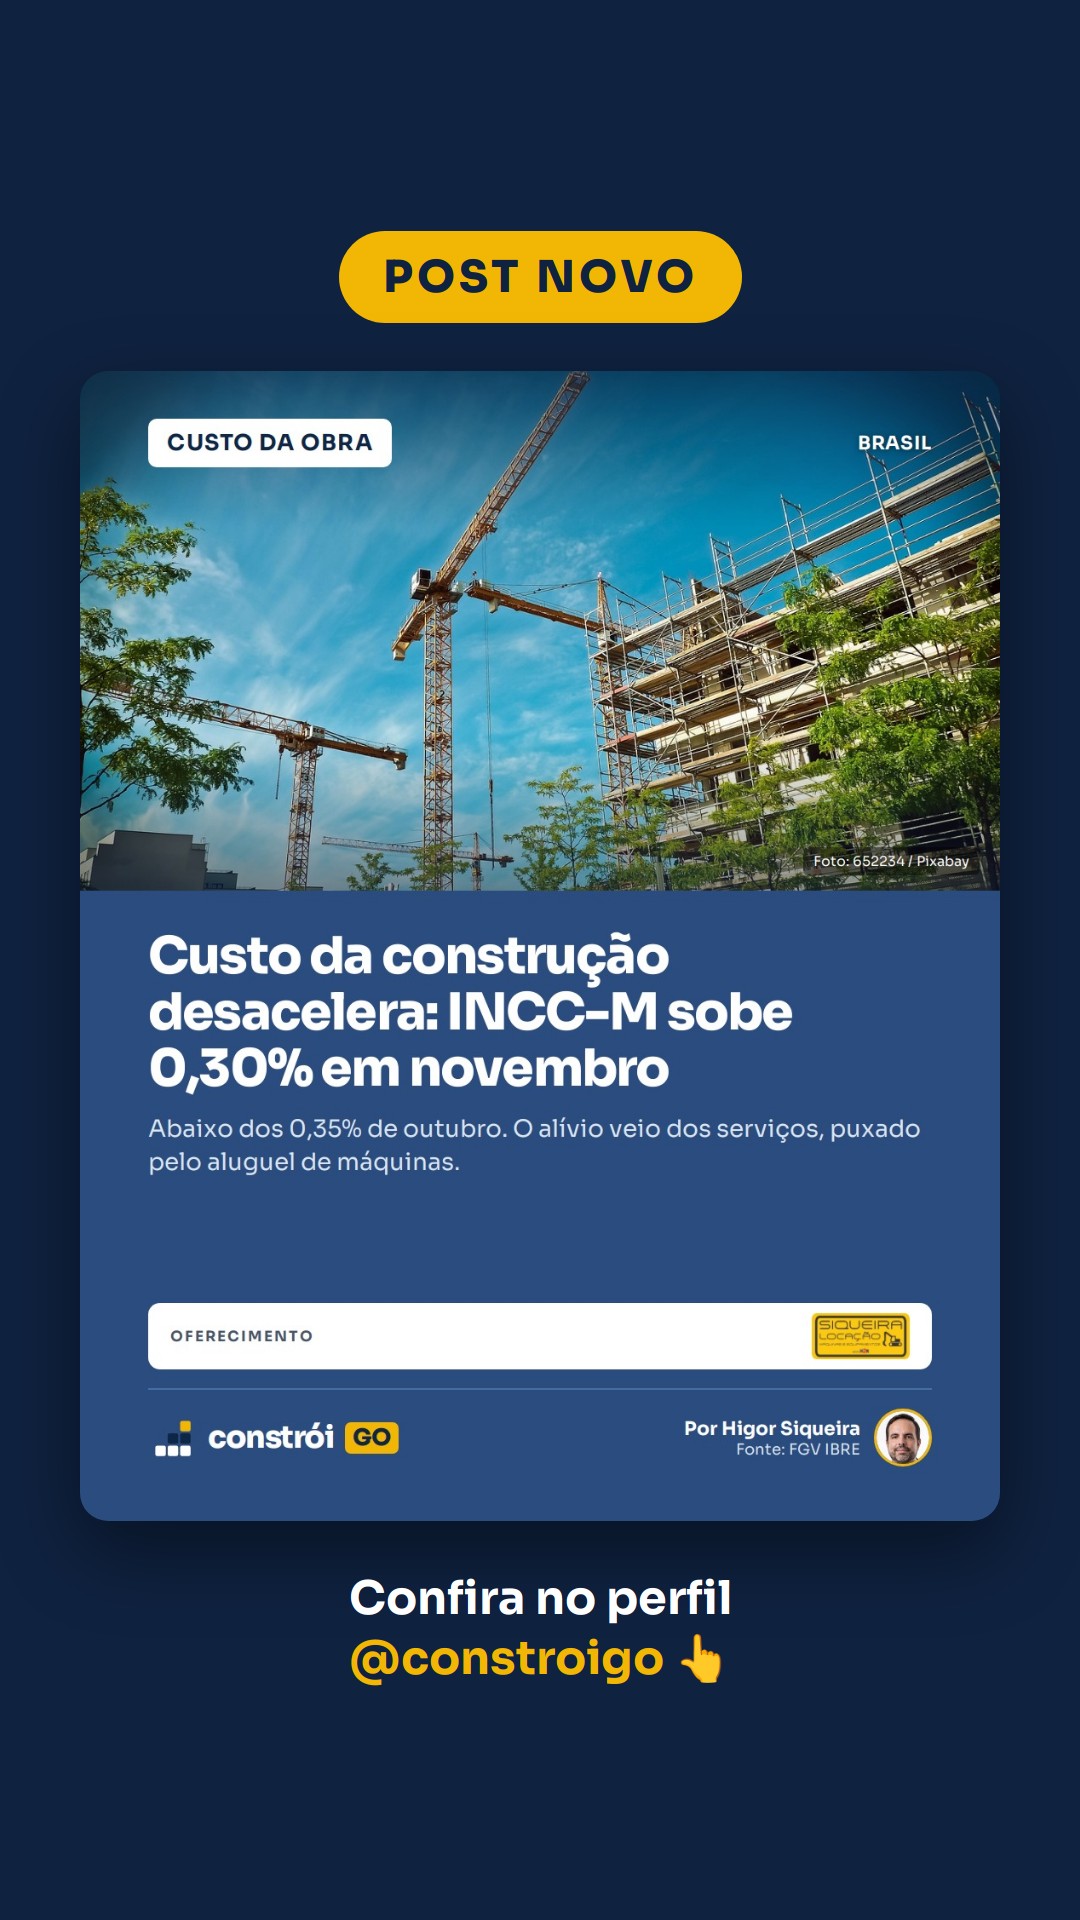 POST NOVO
CUSTO DA OBRA
BRASIL
Foto: 652234 / Pixabay
Custo da construção
desacelera: INCC-M sobe
0,30% em novembro
Abaixo dos 0,35% de outubro. O alívio veio dos serviços, puxado
pelo aluguel de máquinas.
OFERECIMENTO
SIQUEIRA
LOCAÇÃO
constrói GO
Por Higor Siqueira
Fonte: FGV IBRE
Confira no perfil
@constroigo 👆